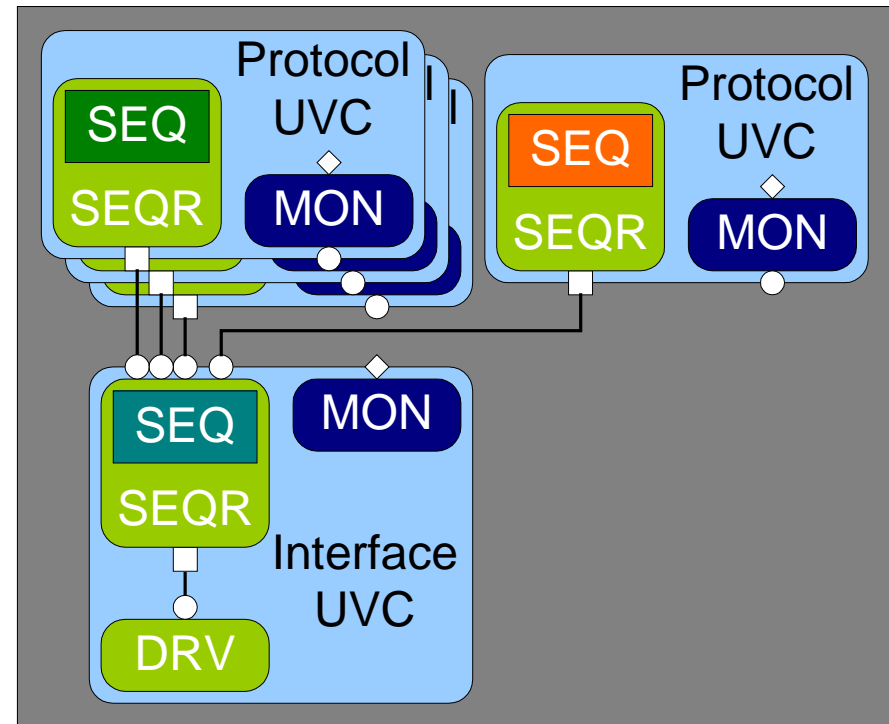 Protocol
UVC
SEQ
SEQR
MON
l
l
Protocol
UVC
SEQ
SEQR
MON
SEQ
SEQR
MON
Interface
UVC
DRV